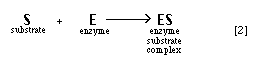 S + E ⟶ ES [2]
substrate enzyme enzyme
substrate
complex